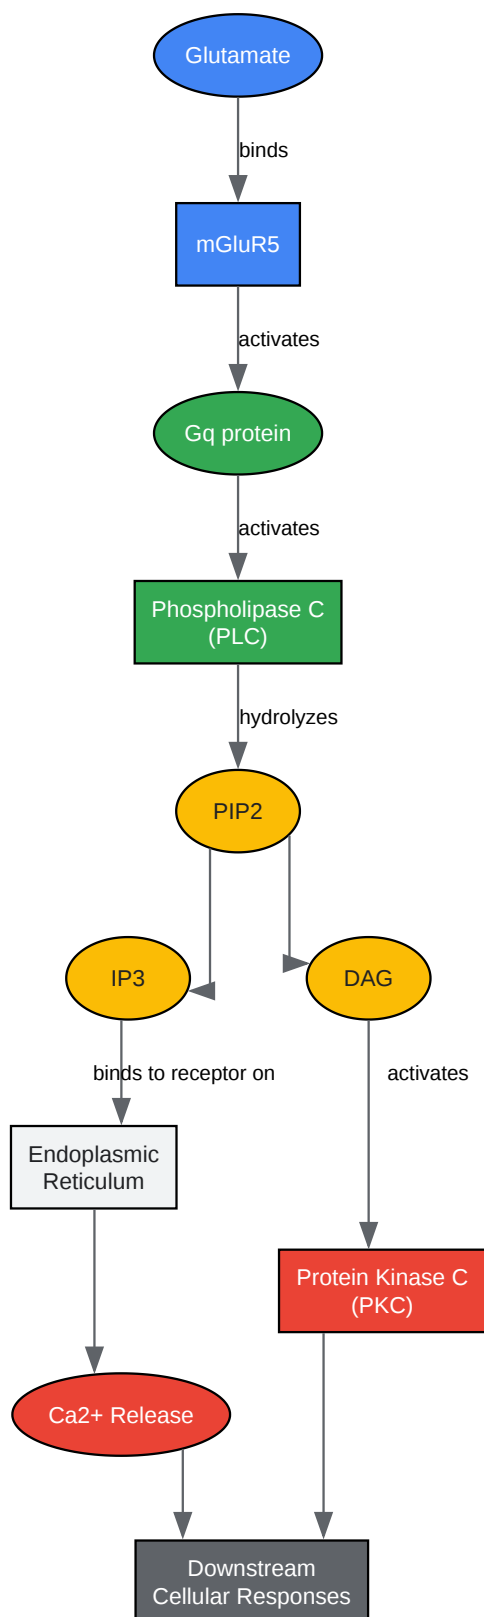 Glutamate
binds
mGluR5
activates
Gq protein
activates
Phospholipase C
(PLC)
hydrolyzes
PIP2
IP3
DAG
binds to receptor on
activates
Endoplasmic
Reticulum
Protein Kinase C
(PKC)
Ca2+ Release
Downstream
Cellular Responses